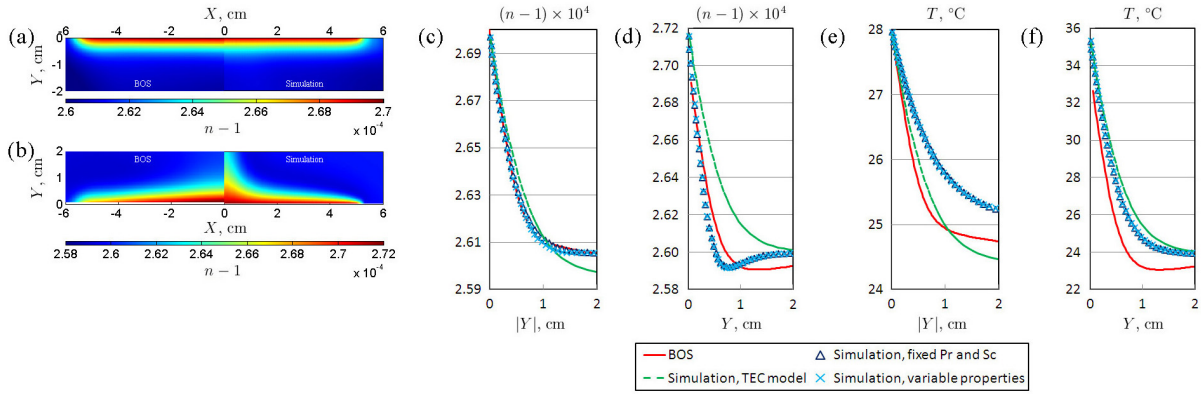 X, cm
(a)
-6 -4 -2 0 2 4 6
Y, cm
0
-1
-2
BOS
Simulation
2.6 2.62 2.64 2.66 2.68 2.7
n − 1
x 10⁻⁴
(b)
Y, cm
2
1
0
BOS
Simulation
-6 -4 -2 0 2 4 6
X, cm
2.58 2.6 2.62 2.64 2.66 2.68 2.7 2.72
n − 1
x 10⁻⁴
(c)
(n − 1) × 10⁴
2.69
2.67
2.65
2.63
2.61
2.59
0 1 2
|Y|, cm
(d)
(n − 1) × 10⁴
2.72
2.70
2.68
2.66
2.64
2.62
2.60
2.58
0 1 2
Y, cm
(e)
T, °C
28
27
26
25
24
0 1 2
|Y|, cm
(f)
T, °C
36
34
32
30
28
26
24
22
0 1 2
Y, cm
BOS
Simulation, fixed Pr and Sc
Simulation, TEC model
Simulation, variable properties